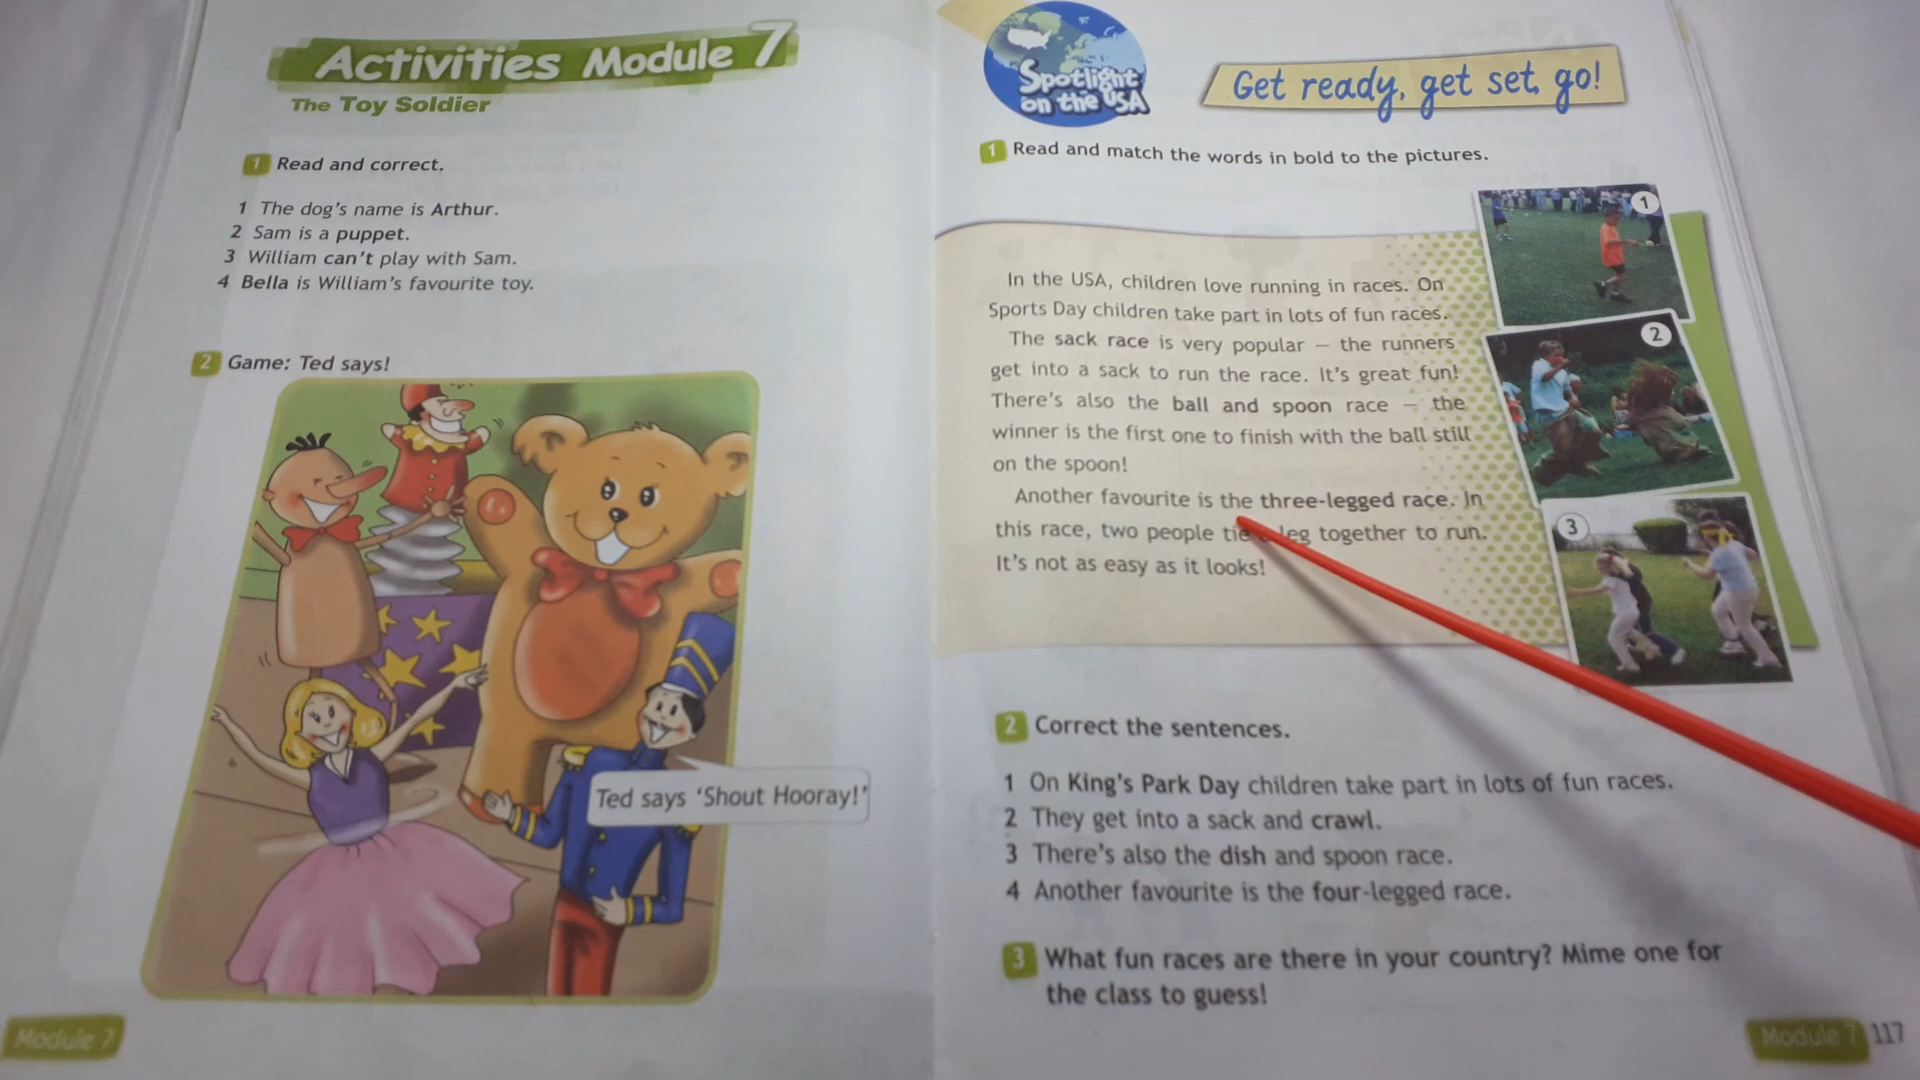 Activities Module 7
The Toy Soldier
1 Read and correct.
1 The dog's name is Arthur.
2 Sam is a puppet.
3 William can't play with Sam.
4 Bella is William's favourite toy.
2 Game: Ted says!
Ted says 'Shout Hooray!'
Module 7
Spotlight
on the USA
Get ready, get set, go!
1 Read and match the words in bold to the pictures.
In the USA, children love running in races. On
Sports Day children take part in lots of fun races.
The sack race is very popular – the runners
get into a sack to run the race. It's great fun!
There's also the ball and spoon race – the
winner is the first one to finish with the ball still
on the spoon!
Another favourite is the three-legged race. In
this race, two people tie leg together to run.
It's not as easy as it looks!
1
2
3
2 Correct the sentences.
1 On King's Park Day children take part in lots of fun races.
2 They get into a sack and crawl.
3 There's also the dish and spoon race.
4 Another favourite is the four-legged race.
3 What fun races are there in your country? Mime one for
the class to guess!
Module 7 117